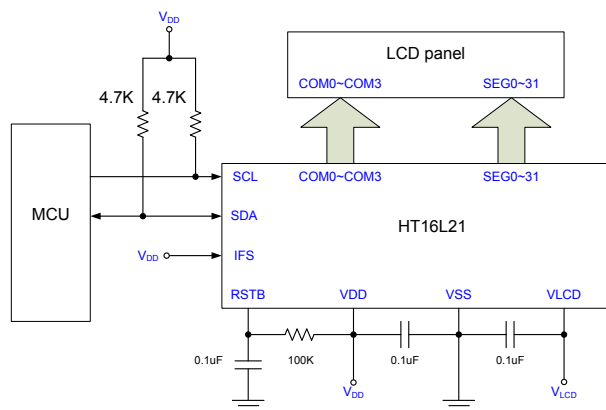 VDD
LCD panel
COM0~COM3
SEG0~31
4.7K
4.7K
MCU
SCL
COM0~COM3
SEG0~31
SDA
HT16L21
VDD
IFS
RSTB
VDD
VSS
VLCD
0.1uF
100K
0.1uF
0.1uF
VDD
VLCD